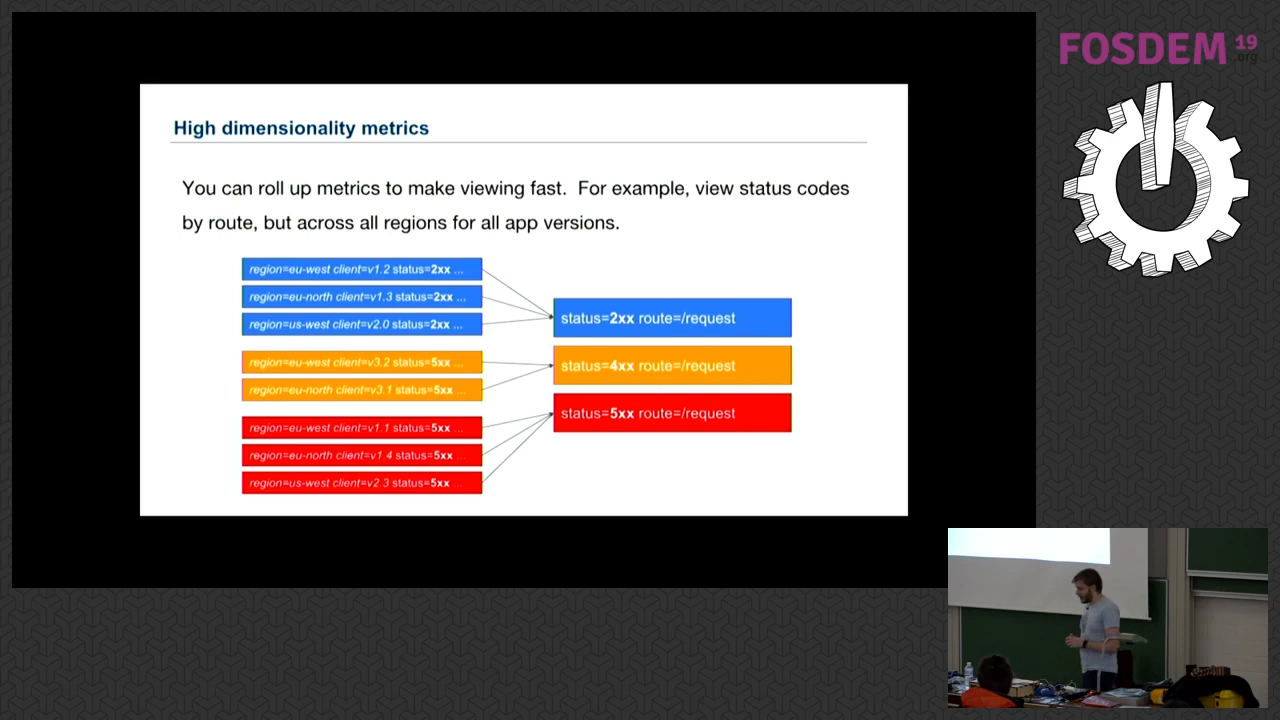 FOSDEM 19
.org
High dimensionality metrics
You can roll up metrics to make viewing fast. For example, view status codes
by route, but across all regions for all app versions.
region=eu-west client=v1.2 status=2xx ...
region=eu-north client=v1.3 status=2xx ...
region=us-west client=v2.0 status=2xx ...
region=eu-west client=v3.2 status=5xx ...
region=eu-north client=v3.1 status=5xx ...
region=eu-west client=v1.1 status=5xx ...
region=eu-north client=v1.4 status=5xx ...
region=us-west client=v2.3 status=5xx ...
status=2xx route=/request
status=4xx route=/request
status=5xx route=/request